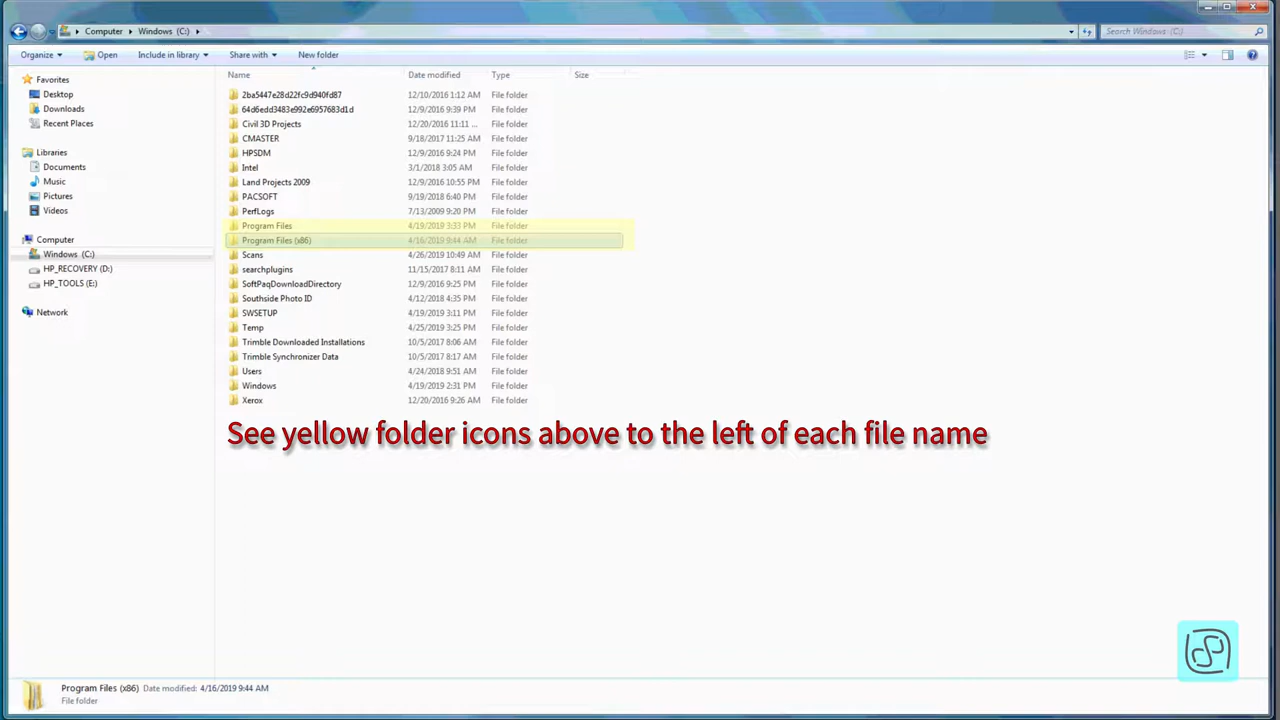 Computer Windows (C:) Search Windows (C:)
Organize Open Include in library Share with New folder
Name Date modified Type Size
Favorites
Desktop
Downloads
Recent Places
Libraries
Documents
Music
Pictures
Videos
Computer
Windows (C:)
HP_RECOVERY (D:)
HP_TOOLS (E:)
Network
2ba5447e28d22fc9d940fd87 12/10/2016 1:12 AM File folder
64d6edd3483e992e6957683d1d 12/9/2016 9:39 PM File folder
Civil 3D Projects 12/20/2016 11:11 ... File folder
CMASTER 9/18/2017 11:25 AM File folder
HPSDM 12/9/2016 9:24 PM File folder
Intel 3/1/2018 3:05 AM File folder
Land Projects 2009 12/9/2016 10:55 PM File folder
PACSOFT 9/19/2018 6:40 PM File folder
PerfLogs 7/13/2009 9:20 PM File folder
Program Files 4/19/2019 3:33 PM File folder
Program Files (x86) 4/16/2019 9:44 AM File folder
Scans 4/26/2019 10:49 AM File folder
searchplugins 11/15/2017 8:11 AM File folder
SoftPaqDownloadDirectory 12/9/2016 9:25 PM File folder
Southside Photo ID 4/12/2018 4:35 PM File folder
SWSETUP 4/19/2019 3:11 PM File folder
Temp 4/25/2019 3:25 PM File folder
Trimble Downloaded Installations 10/5/2017 8:06 AM File folder
Trimble Synchronizer Data 10/5/2017 8:17 AM File folder
Users 4/24/2018 9:51 AM File folder
Windows 4/19/2019 2:31 PM File folder
Xerox 12/20/2016 9:26 AM File folder
See yellow folder icons above to the left of each file name
Program Files (x86) Date modified: 4/16/2019 9:44 AM
File folder